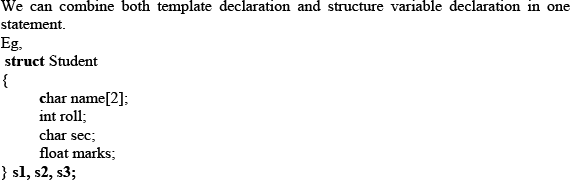 We can combine both template declaration and structure variable declaration in one
statement.
Eg,
struct Student
{
char name[2];
int roll;
char sec;
float marks;
} s1, s2, s3;